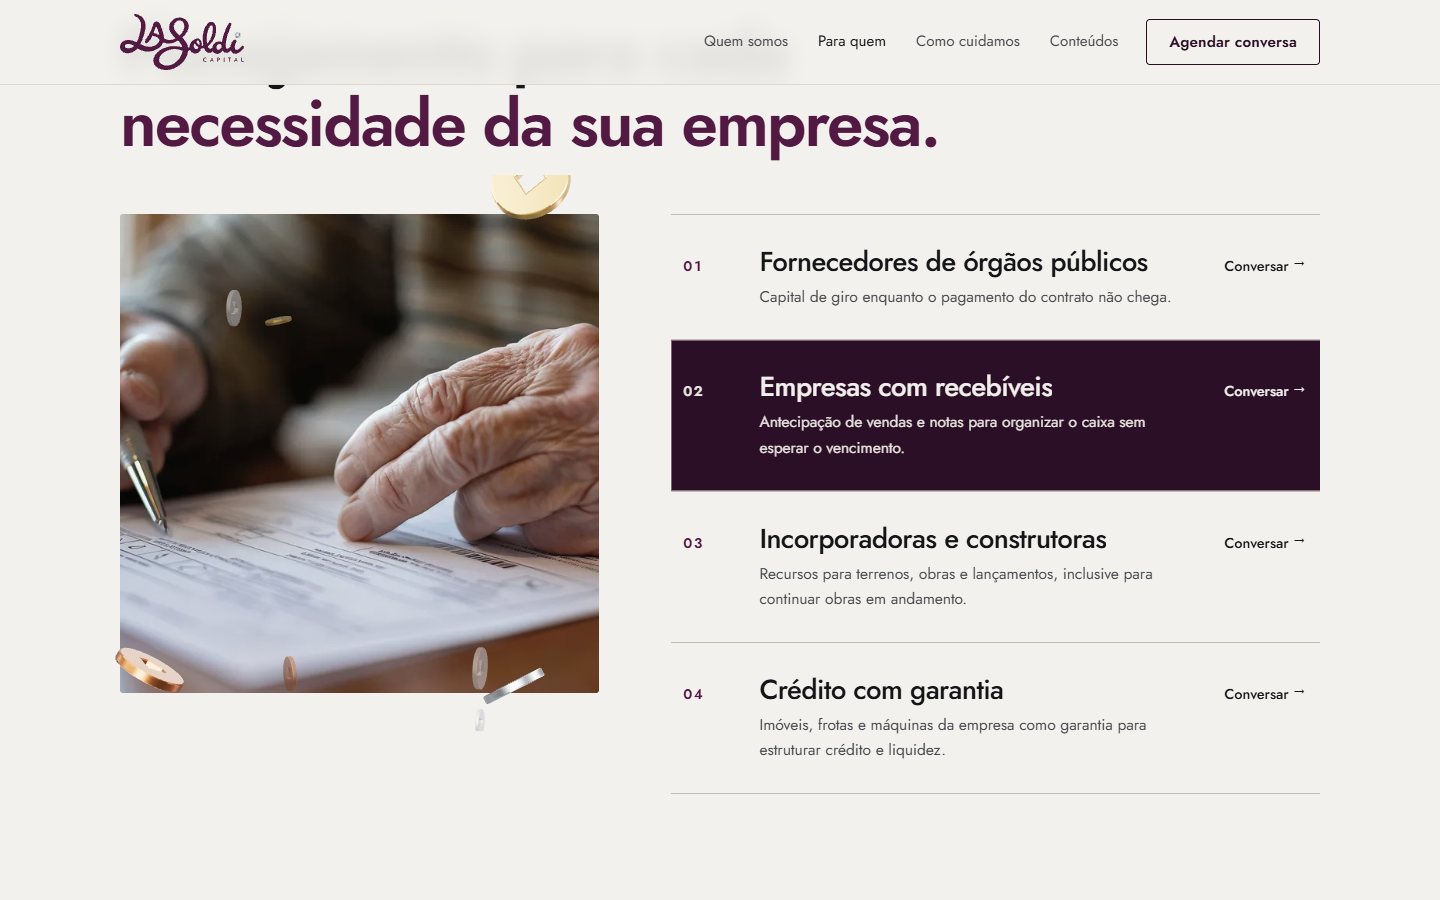 LASoldi
CAPITAL
Quem somos
Para quem
Como cuidamos
Conteúdos
Agendar conversa
necessidade da sua empresa.
01
Fornecedores de órgãos públicos
Conversar →
Capital de giro enquanto o pagamento do contrato não chega.
02
Empresas com recebíveis
Conversar →
Antecipação de vendas e notas para organizar o caixa sem
esperar o vencimento.
03
Incorporadoras e construtoras
Conversar →
Recursos para terrenos, obras e lançamentos, inclusive para
continuar obras em andamento.
04
Crédito com garantia
Conversar →
Imóveis, frotas e máquinas da empresa como garantia para
estruturar crédito e liquidez.